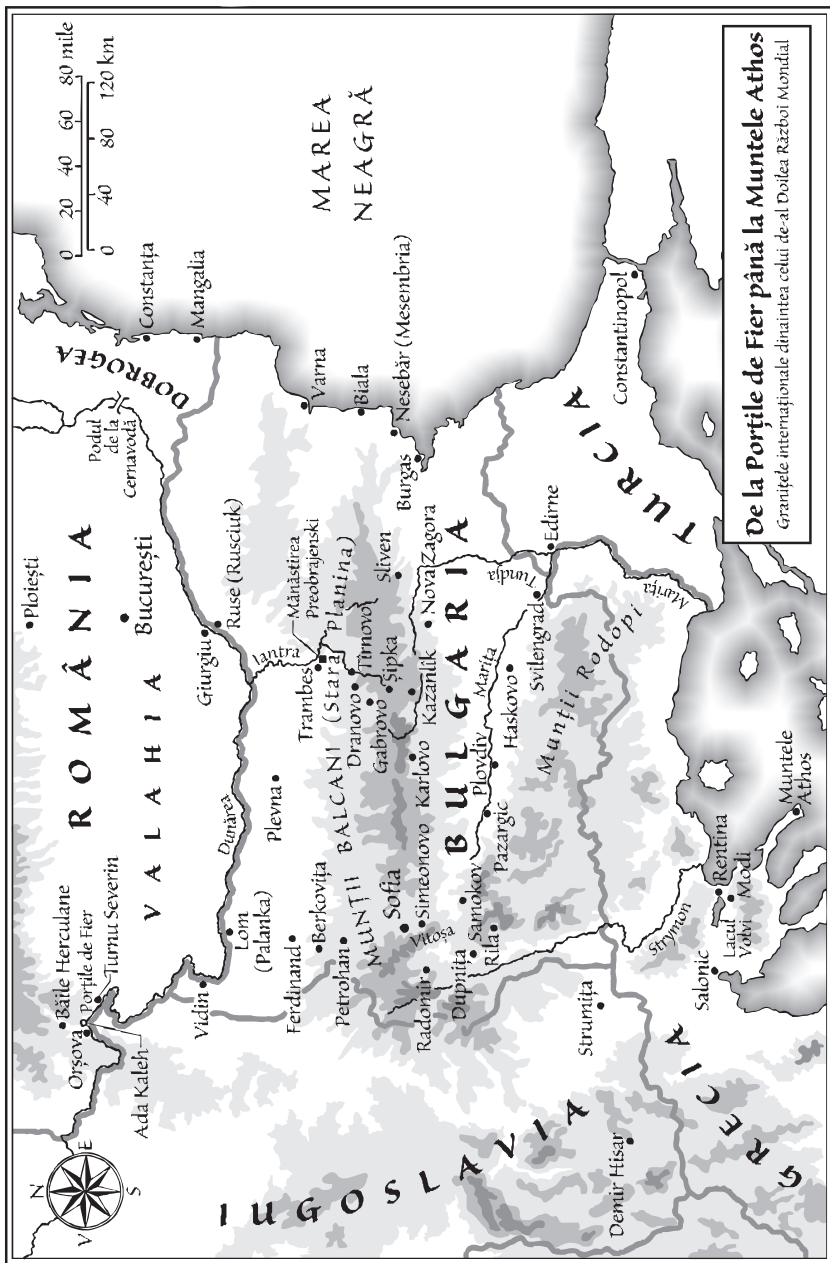 0 20 40 60 80 mile
0 40 80 120 km
N
V
E
S
MAREA
NEAGRĂ
De la Porțile de Fier până la Muntele Athos
Granițele internaționale dinaintea celui de-al Doilea Război Mondial
ROMÂNIA
VALAHIA
DOBROGEA
IUGOSLAVIA
BULGARIA
TURCIA
GRECIA
Băile Herculane
Porțile de Fier
Turnu Severin
Orșova
Ada Kaleh
Ploiești
București
Podul
de la
Cernavodă
Constanța
Mangalia
Giurgiu
Ruse (Rusciuk)
Dunărea
Vidin
Lom
(Palanka)
Plevna
Iantra
Ferdinand
Berkovița
Petrohan
Trambes
Mănăstirea
Preobrajenski
MUNȚII BALCANI (Stara Planina)
Dranovo
Tîrnovo
Gabrovo
Șipka
Sliven
Varna
Biala
Nesebăr (Mesembria)
Burgas
Sofia
Simeonovo
Vitoșa
Karlovo
Kazanlîk
Nova Zagora
Radomir
Dupnița
Samokov
Rila
Pazargic
Plovdiv
Marița
Haskovo
Svilengrad
Tundja
Edirne
Munții Rodopi
Marița
Constantinopol
Strumița
Demir Hisar
Strymon
Salonic
Lacul
Volvi
Rentina
Modi
Muntele
Athos